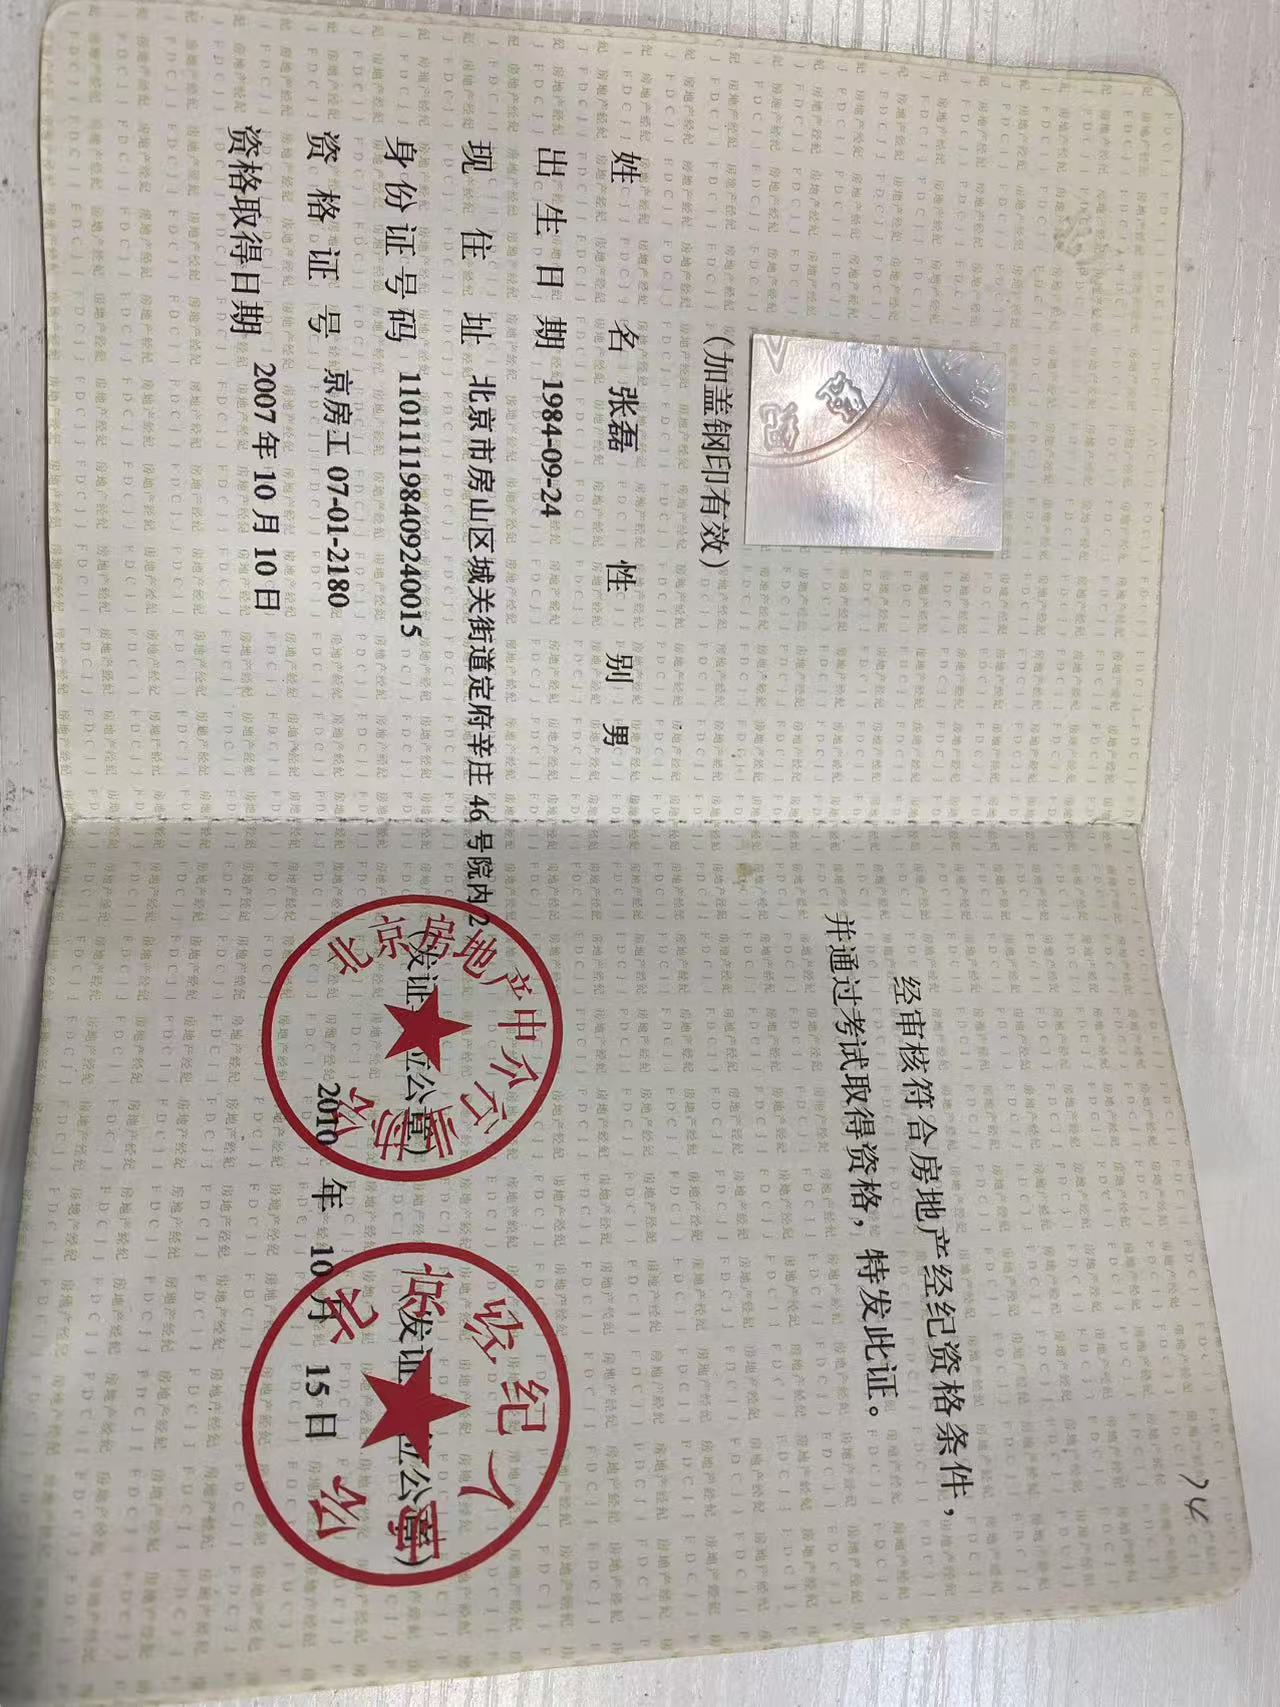 (加盖钢印有效)
姓 名 张磊 性 别 男
出生日期 1984-09-24
现 住 址 北京市房山区城关街道定府辛庄 46 号院内 2
身份证号码 110111198409240015
资 格 证 号 京房工 07-01-2180
资格取得日期 2007 年 10 月 10 日
74
经审核符合房地产经纪资格条件，
并通过考试取得资格，特发此证。
2010 年 10 月 15 日